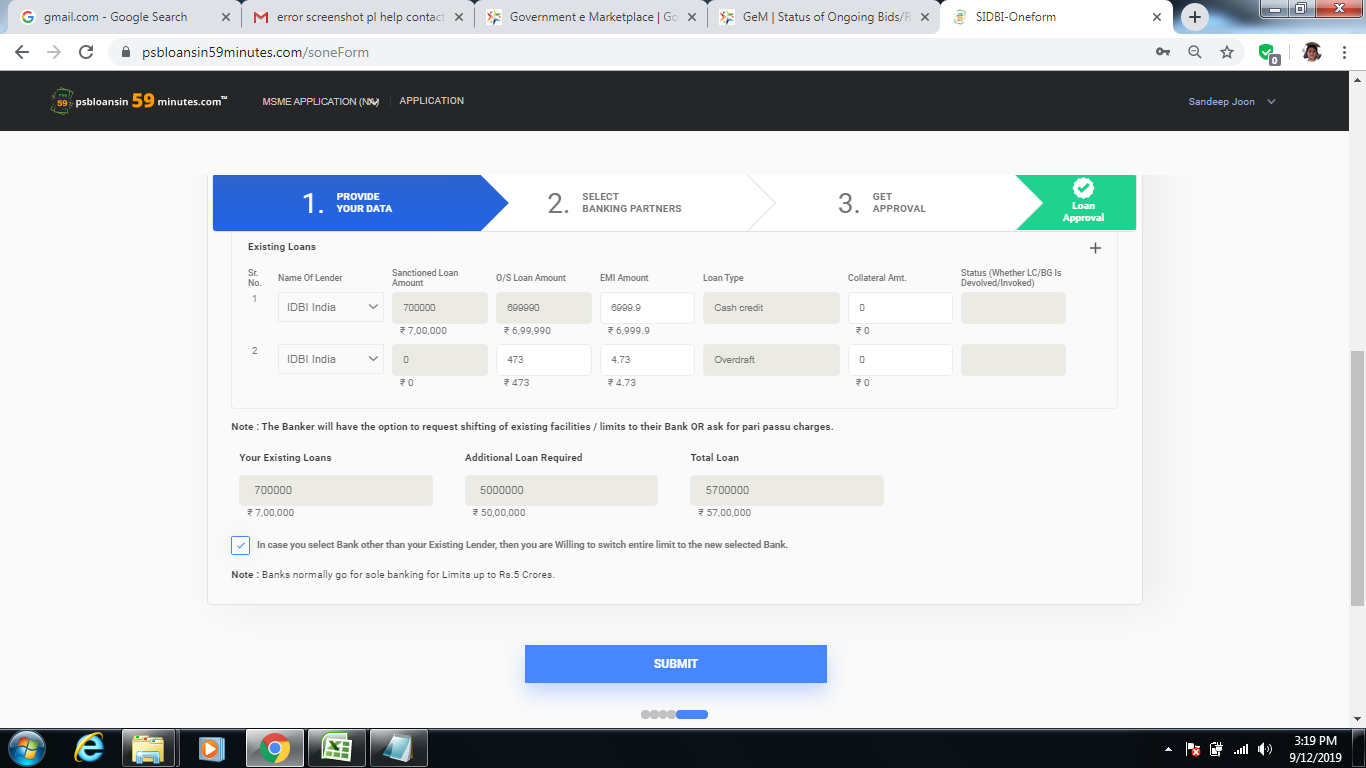 gmail.com - Google Search
error screenshot pl help contact
Government e Marketplace | Go
GeM | Status of Ongoing Bids/R
SIDBI-Oneform
psbloansin59minutes.com/soneForm
0
psbloansin 59 minutes.com™
MSME APPLICATION
APPLICATION
Sandeep Joon
1. PROVIDE
YOUR DATA
2. SELECT
BANKING PARTNERS
3. GET
APPROVAL
Loan
Approval
Existing Loans
Sr. No. Name Of Lender Sanctioned Loan Amount O/S Loan Amount EMI Amount Loan Type Collateral Amt. Status (Whether LC/BG Is Devolved/Invoked)
1 IDBI India 700000 699990 6999.9 Cash credit 0
₹ 7,00,000 ₹ 6,99,990 ₹ 6,999.9 ₹ 0
2 IDBI India 0 473 4.73 Overdraft 0
₹ 0 ₹ 473 ₹ 4.73 ₹ 0
Note : The Banker will have the option to request shifting of existing facilities / limits to their Bank OR ask for pari passu charges.
Your Existing Loans Additional Loan Required Total Loan
700000 5000000 5700000
₹ 7,00,000 ₹ 50,00,000 ₹ 57,00,000
In case you select Bank other than your Existing Lender, then you are Willing to switch entire limit to the new selected Bank.
Note : Banks normally go for sole banking for Limits up to Rs.5 Crores.
SUBMIT
3:19 PM
9/12/2019